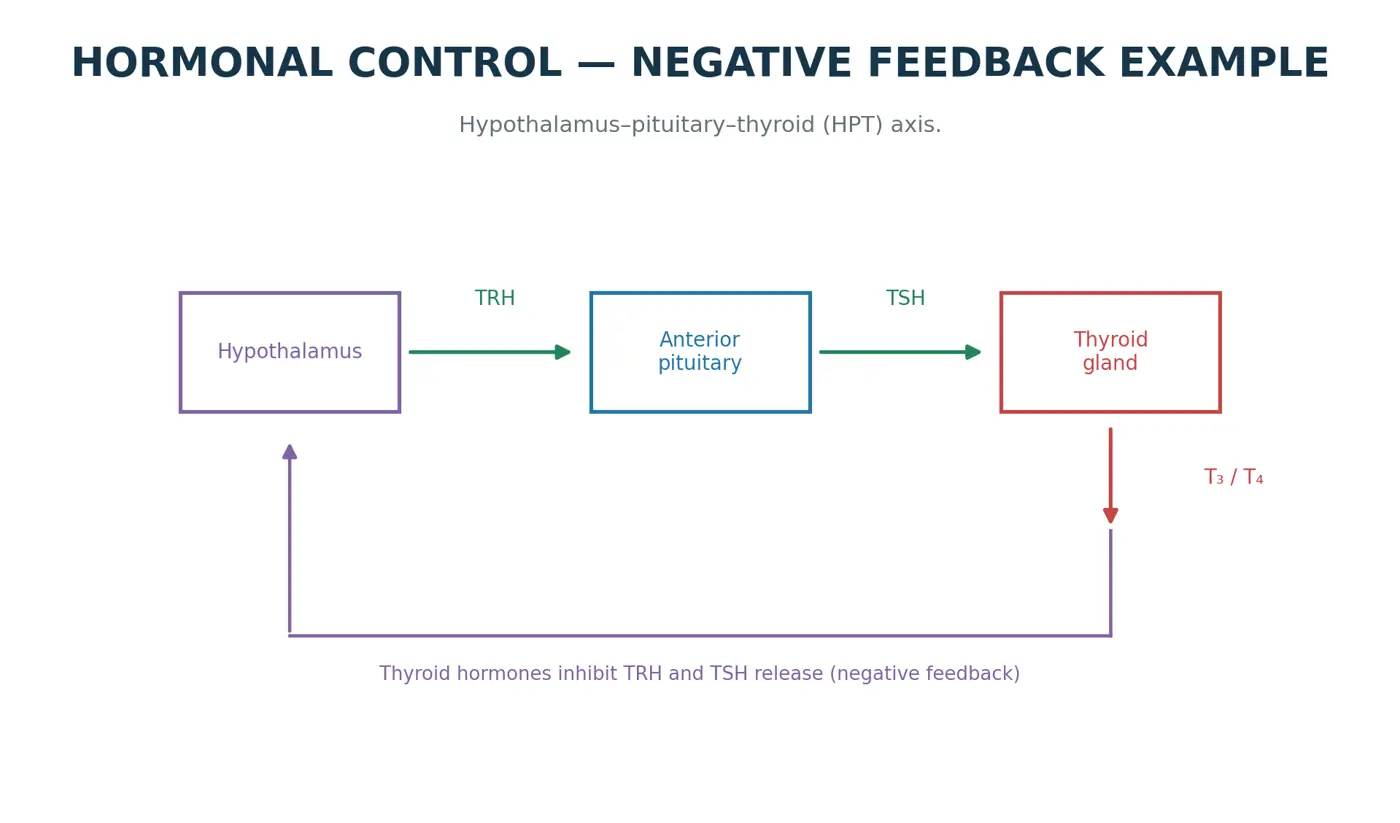 HORMONAL CONTROL — NEGATIVE FEEDBACK EXAMPLE
Hypothalamus–pituitary–thyroid (HPT) axis.
TRH
TSH
Hypothalamus
Anterior
pituitary
Thyroid
gland
T₃ / T₄
Thyroid hormones inhibit TRH and TSH release (negative feedback)